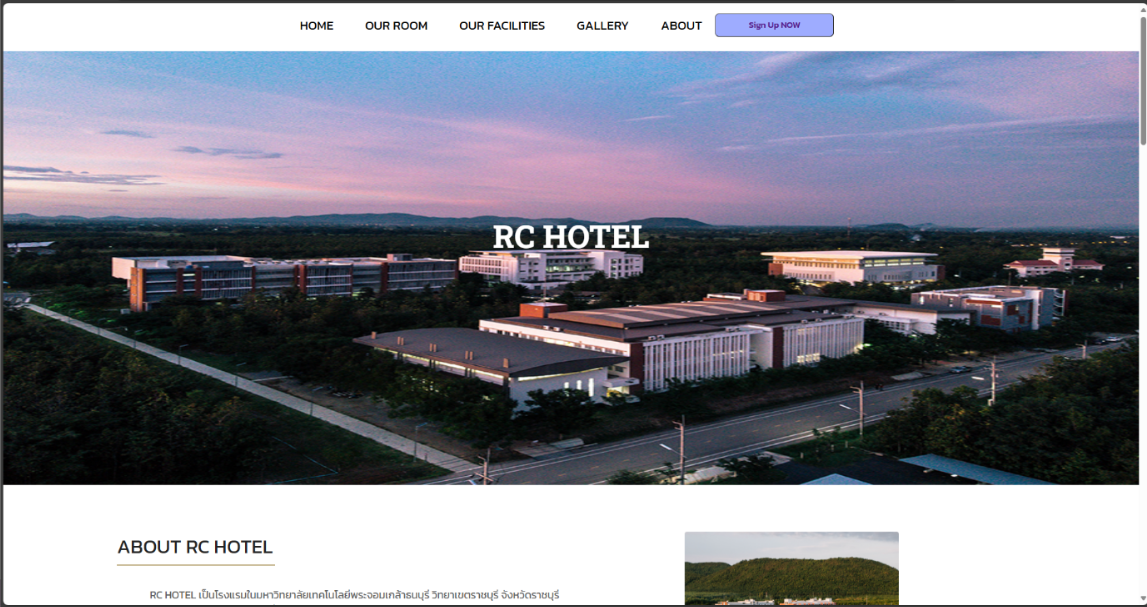 HOME OUR ROOM OUR FACILITIES GALLERY ABOUT Sign Up NOW
RC HOTEL
ABOUT RC HOTEL
RC HOTEL เป็นโรงแรมในมหาวิทยาลัยเทคโนโลยีพระจอมเกล้าธนบุรี วิทยาเขตราชบุรี จังหวัดราชบุรี